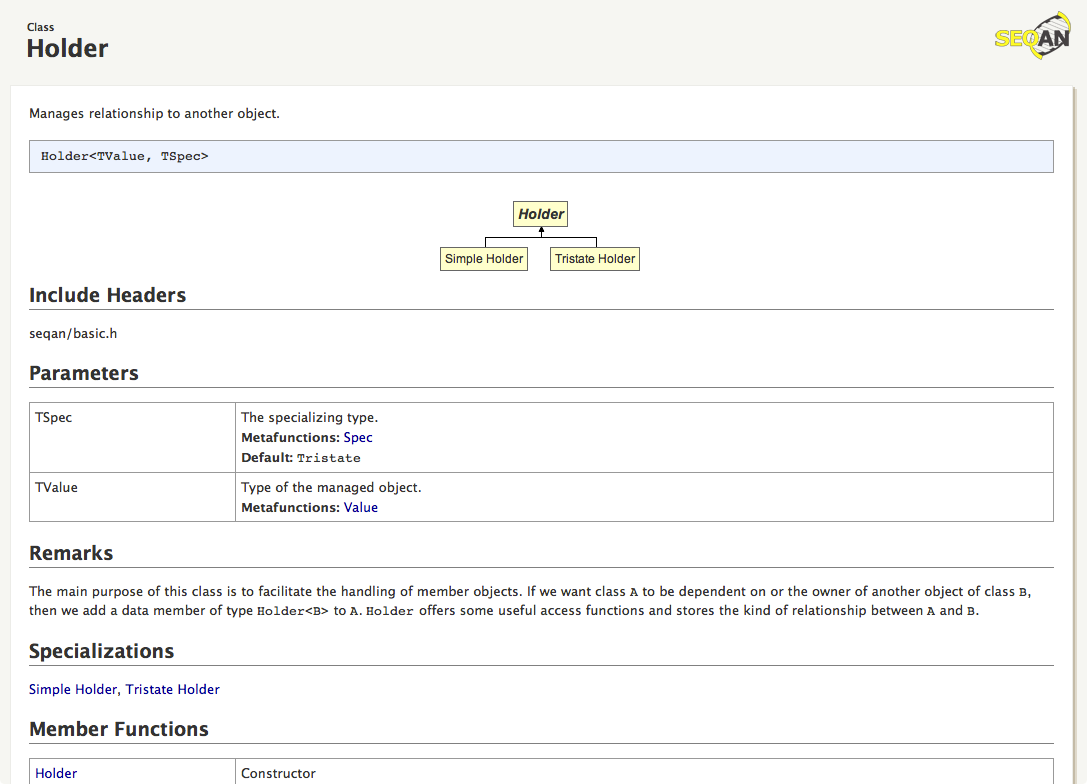 Class
Holder
SEQAN
Manages relationship to another object.
Holder<TValue, TSpec>
Holder
Simple Holder
Tristate Holder
Include Headers
seqan/basic.h
Parameters
TSpec
The specializing type.
Metafunctions: Spec
Default: Tristate
TValue
Type of the managed object.
Metafunctions: Value
Remarks
The main purpose of this class is to facilitate the handling of member objects. If we want class A to be dependent on or the owner of another object of class B,
then we add a data member of type Holder<B> to A. Holder offers some useful access functions and stores the kind of relationship between A and B.
Specializations
Simple Holder, Tristate Holder
Member Functions
Holder
Constructor